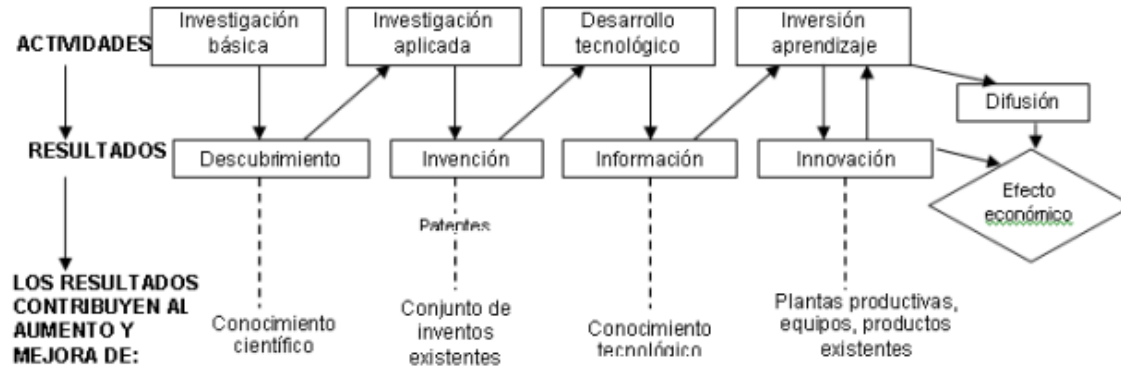 ACTIVIDADES
Investigación
básica
Investigación
aplicada
Desarrollo
tecnológico
Inversión
aprendizaje
Difusión
RESULTADOS
Descubrimiento
Invención
Información
Innovación
Efecto
económico
Patentes
LOS RESULTADOS
CONTRIBUYEN AL
AUMENTO Y
MEJORA DE:
Conocimiento
científico
Conjunto de
inventos
existentes
Conocimiento
tecnológico
Plantas productivas,
equipos, productos
existentes